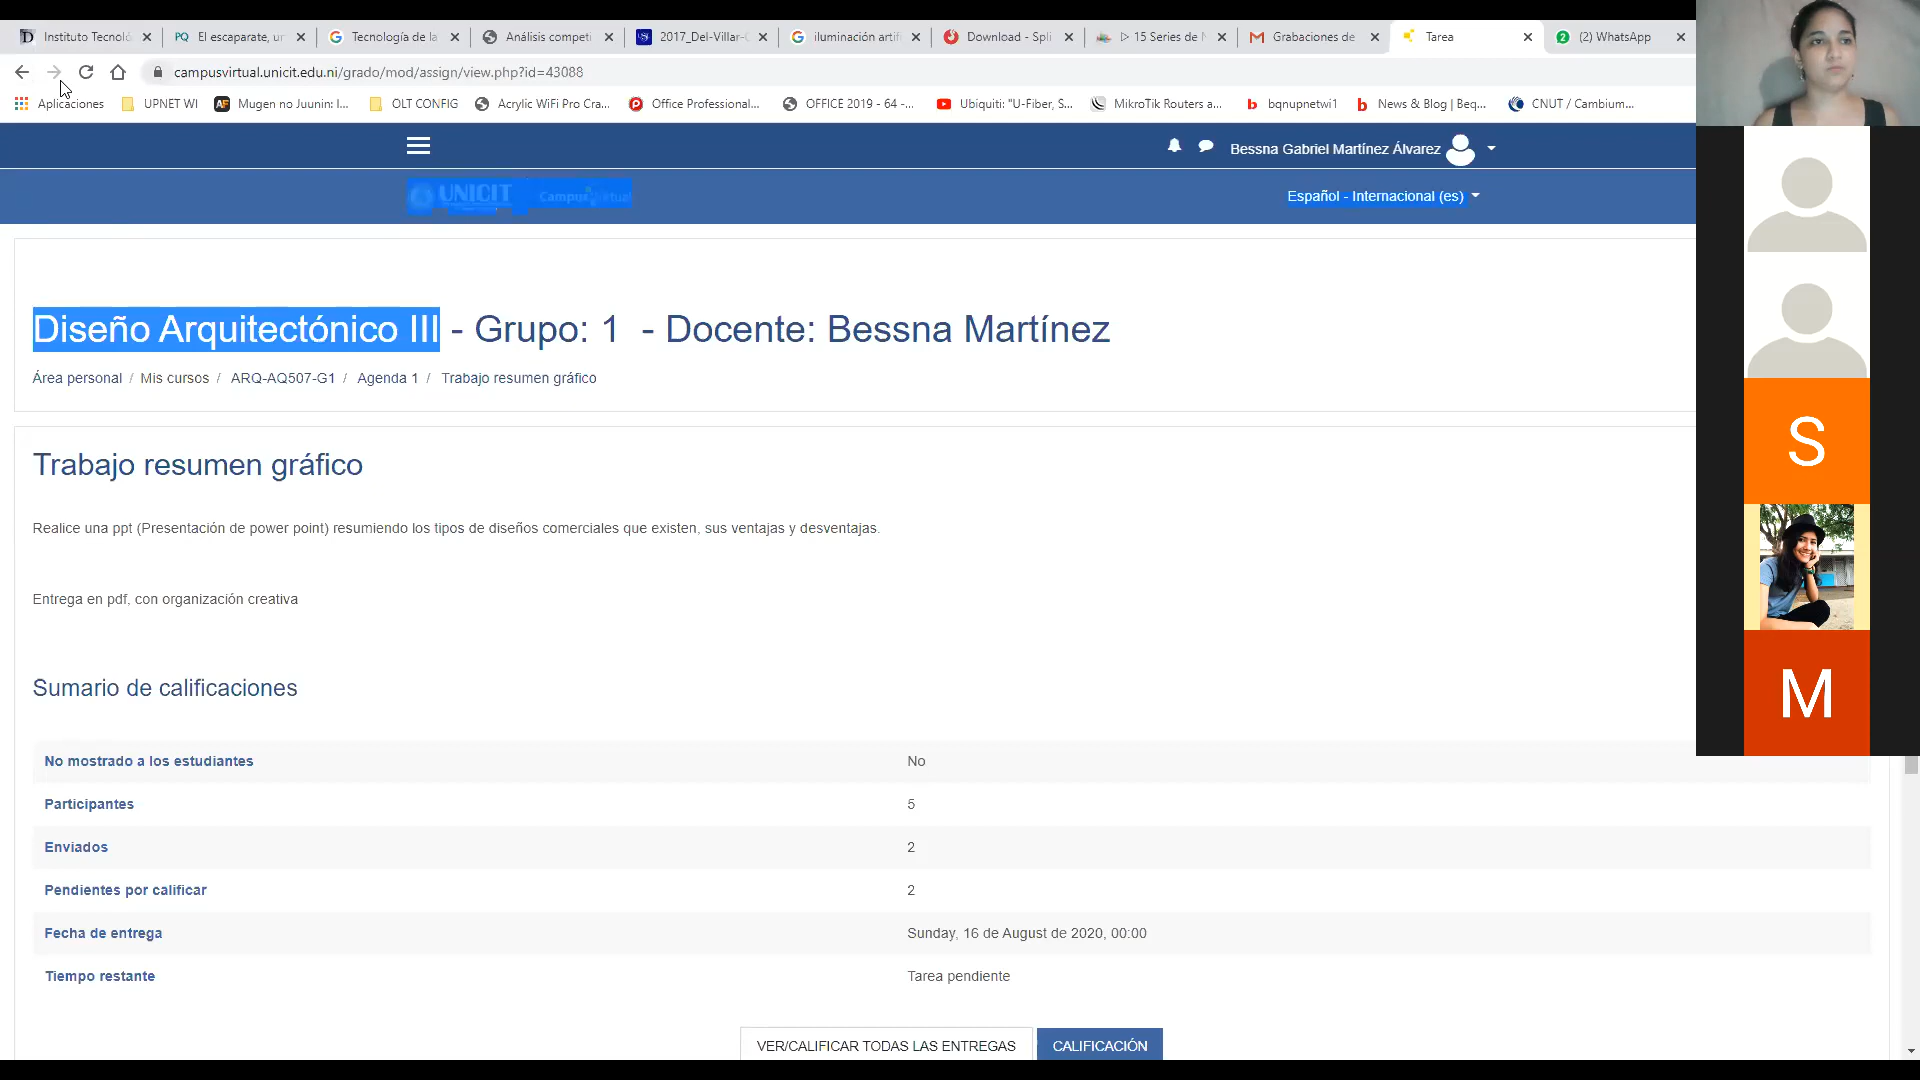 Instituto Tecnoló
El escaparate, un
Tecnología de la
Análisis competi
2017_Del-Villar-C
iluminación artif
Download - Spli
15 Series de N
Grabaciones de
Tarea
(2) WhatsApp
campusvirtual.unicit.edu.ni/grado/mod/assign/view.php?id=43088
Aplicaciones
UPNET WI
Mugen no Juunin: I...
OLT CONFIG
Acrylic WiFi Pro Cra...
Office Professional...
OFFICE 2019 - 64 -...
Ubiquiti: "U-Fiber, S...
MikroTik Routers a...
bqnupnetwi1
News & Blog | Beq...
CNUT / Cambium...
Bessna Gabriel Martínez Álvarez
UNICIT Campus Virtual
Español - Internacional (es)
Diseño Arquitectónico III - Grupo: 1 - Docente: Bessna Martínez
Área personal / Mis cursos / ARQ-AQ507-G1 / Agenda 1 / Trabajo resumen gráfico
Trabajo resumen gráfico
Realice una ppt (Presentación de power point) resumiendo los tipos de diseños comerciales que existen, sus ventajas y desventajas.
Entrega en pdf, con organización creativa
Sumario de calificaciones
No mostrado a los estudiantes No
Participantes 5
Enviados 2
Pendientes por calificar 2
Fecha de entrega Sunday, 16 de August de 2020, 00:00
Tiempo restante Tarea pendiente
VER/CALIFICAR TODAS LAS ENTREGAS CALIFICACIÓN
S
M